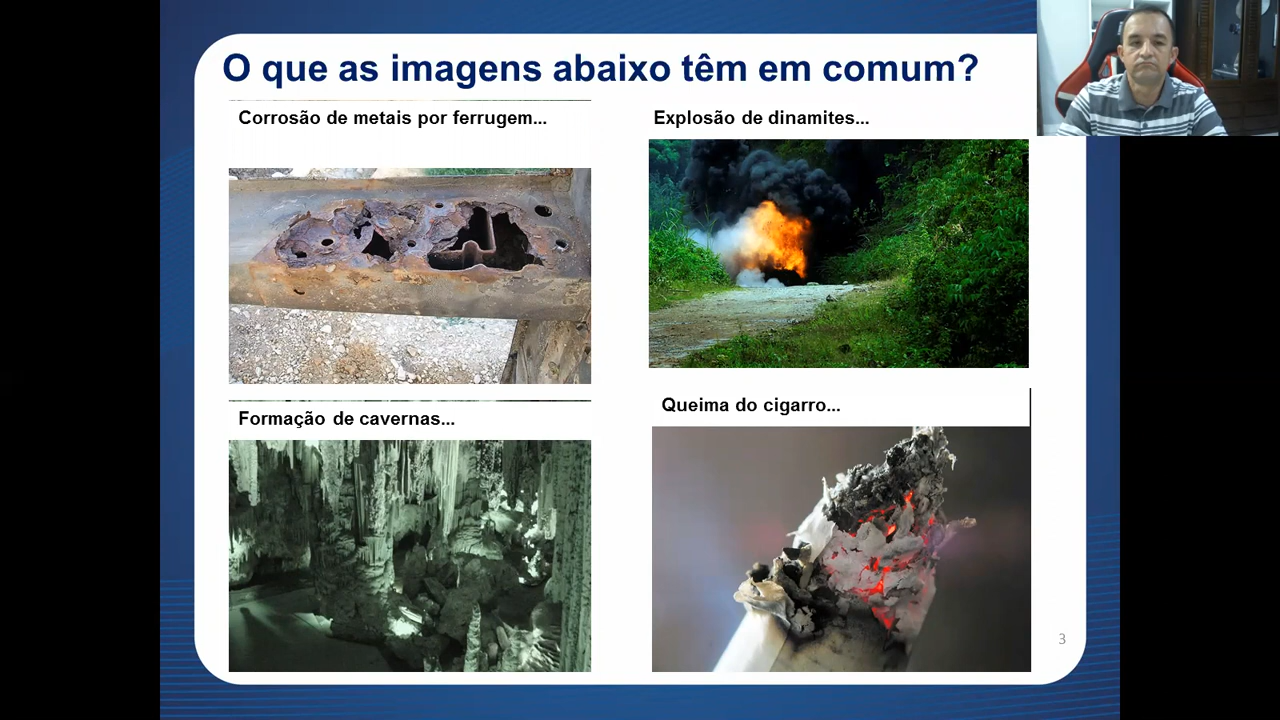 O que as imagens abaixo têm em comum?
Corrosão de metais por ferrugem...
Explosão de dinamites...
Formação de cavernas...
Queima do cigarro...
3